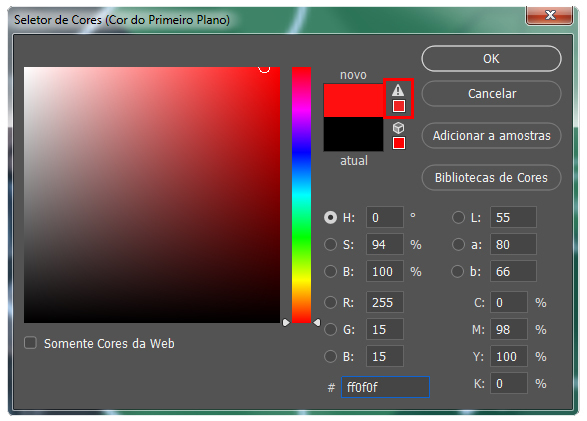 Seletor de Cores (Cor do Primeiro Plano)
novo
atual
OK
Cancelar
Adicionar a amostras
Bibliotecas de Cores
H: 0 °
S: 94 %
B: 100 %
R: 255
G: 15
B: 15
# ff0f0f
L: 55
a: 80
b: 66
C: 0 %
M: 98 %
Y: 100 %
K: 0 %
Somente Cores da Web